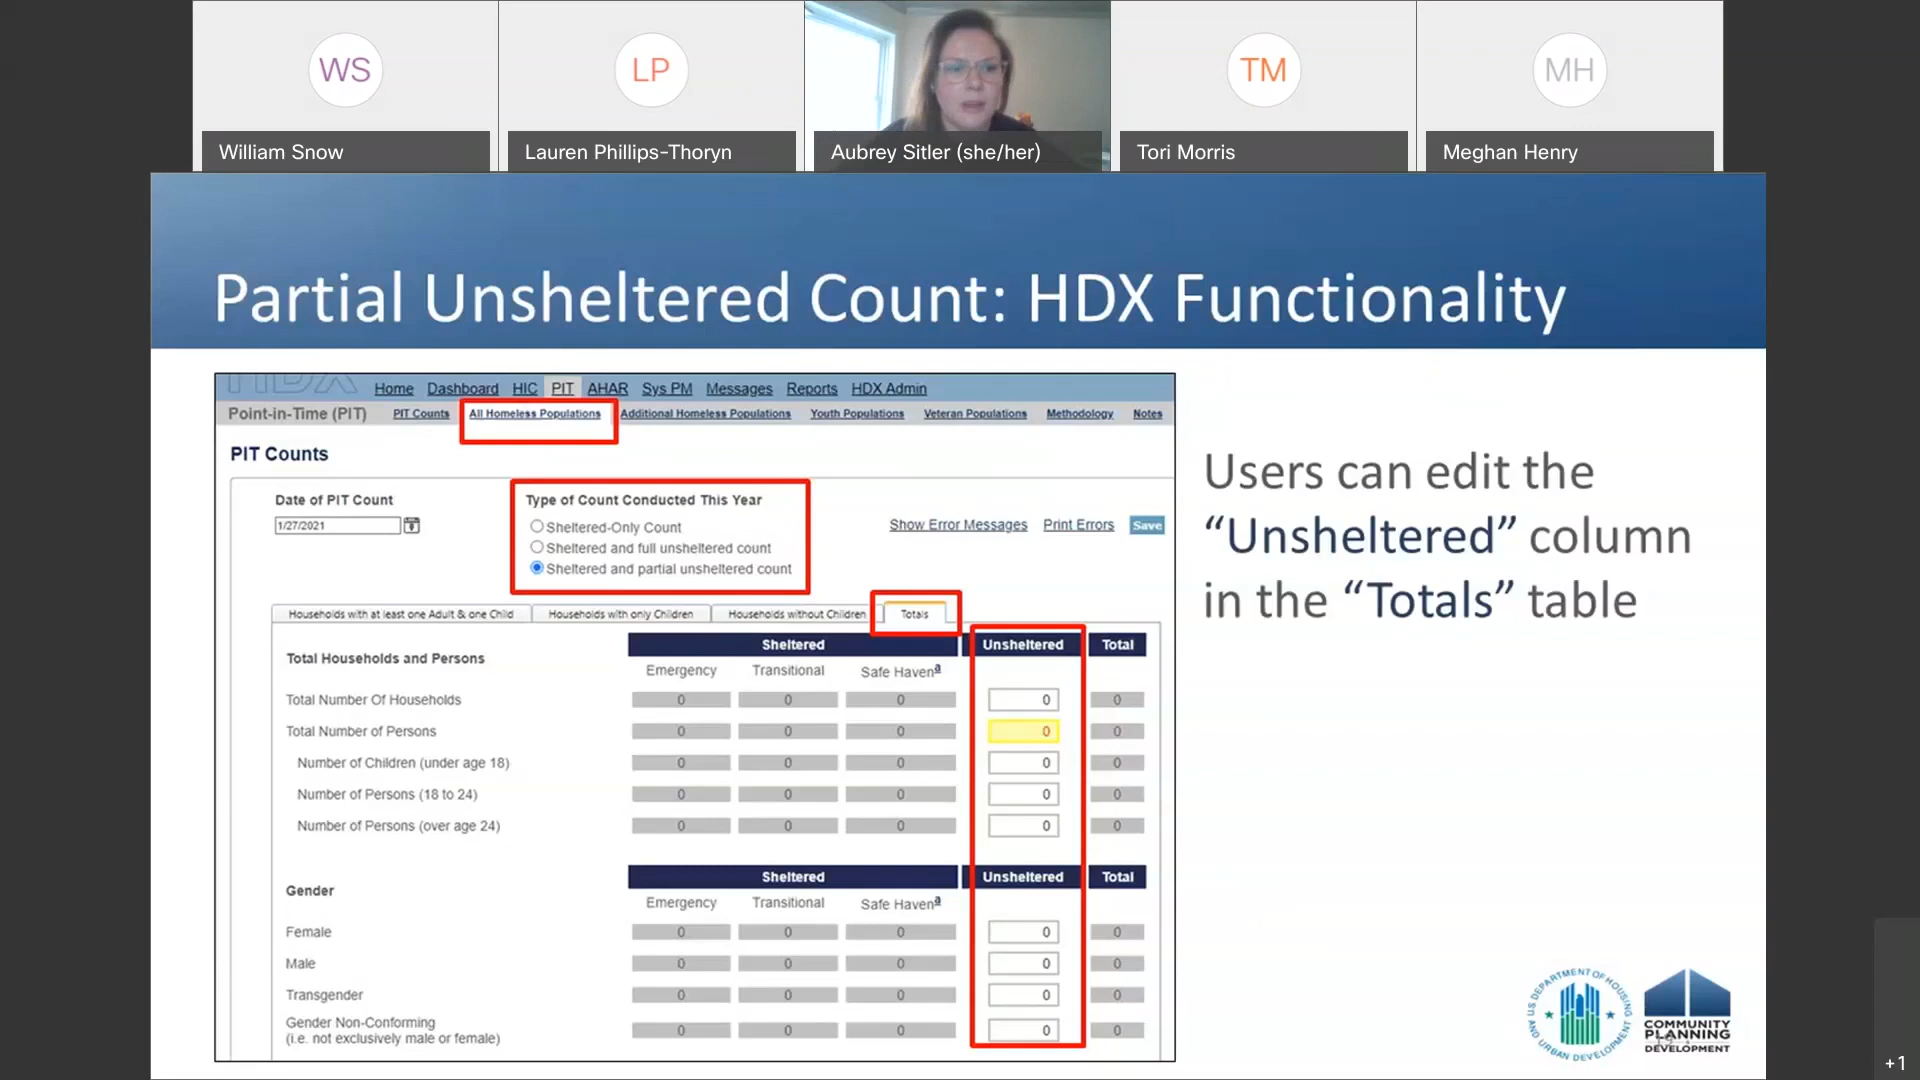 WS
LP
TM
MH
William Snow
Lauren Phillips-Thoryn
Aubrey Sitler (she/her)
Tori Morris
Meghan Henry
Partial Unsheltered Count: HDX Functionality
HDX
Home Dashboard HIC PIT AHAR Sys PM Messages Reports HDX Admin
Point-in-Time (PIT) PIT Counts All Homeless Populations Additional Homeless Populations Youth Populations Veteran Populations Methodology Notes
PIT Counts
Date of PIT Count
1/27/2021
Type of Count Conducted This Year
Sheltered-Only Count
Sheltered and full unsheltered count
Sheltered and partial unsheltered count
Show Error Messages Print Errors Save
Households with at least one Adult & one Child Households with only Children Households without Children Totals
Total Households and Persons Sheltered Unsheltered Total
Emergency Transitional Safe Haven a
Total Number Of Households 0 0 0 0 0
Total Number of Persons 0 0 0 0 0
Number of Children (under age 18) 0 0 0 0 0
Number of Persons (18 to 24) 0 0 0 0 0
Number of Persons (over age 24) 0 0 0 0 0
Gender Sheltered Unsheltered Total
Emergency Transitional Safe Haven a
Female 0 0 0 0 0
Male 0 0 0 0 0
Transgender 0 0 0 0 0
Gender Non-Conforming
(i.e. not exclusively male or female) 0 0 0 0 0
Users can edit the
“Unsheltered” column
in the “Totals” table
U.S. DEPARTMENT OF HOUSING
AND URBAN DEVELOPMENT
COMMUNITY
PLANNING
DEVELOPMENT
+1